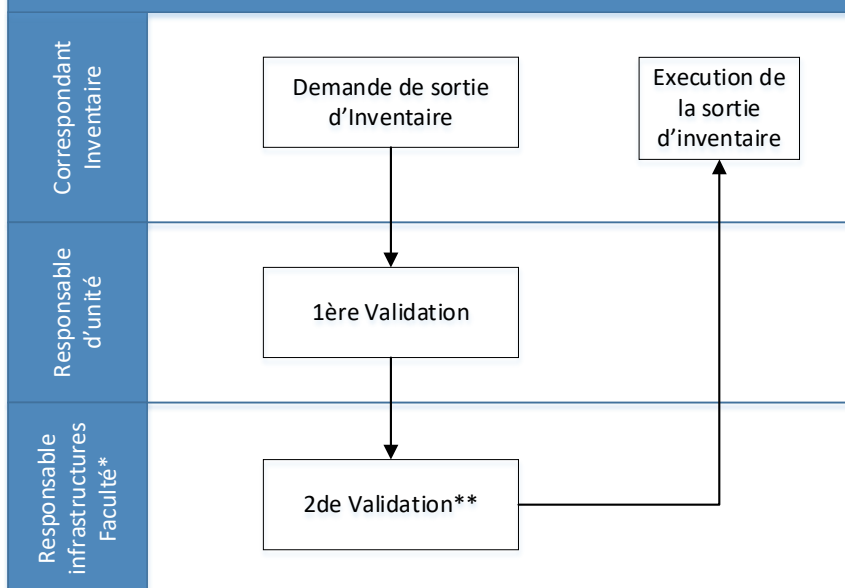 Correspondant
Inventaire
Demande de sortie
d’Inventaire
Execution de
la sortie
d’inventaire
Responsable
d’unité
1ère Validation
Responsable
infrastructures
Faculté*
2de Validation**